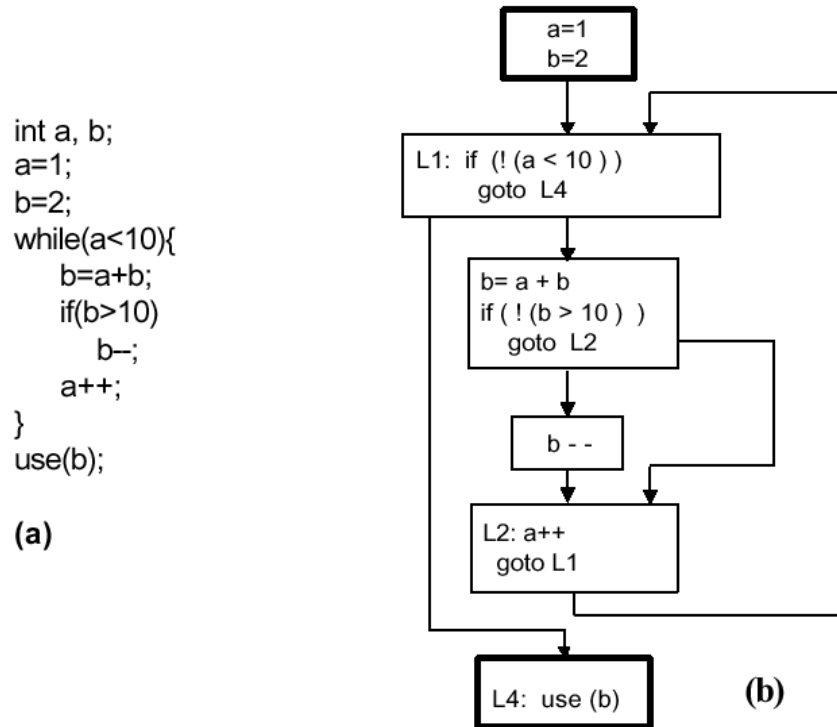 int a, b;
a=1;
b=2;
while(a<10){
b=a+b;
if(b>10)
b--;
a++;
}
use(b);
(a)
a=1
b=2
L1: if (! (a < 10 ) )
goto L4
b= a + b
if ( ! (b > 10 ) )
goto L2
b - -
L2: a++
goto L1
L4: use (b)
(b)